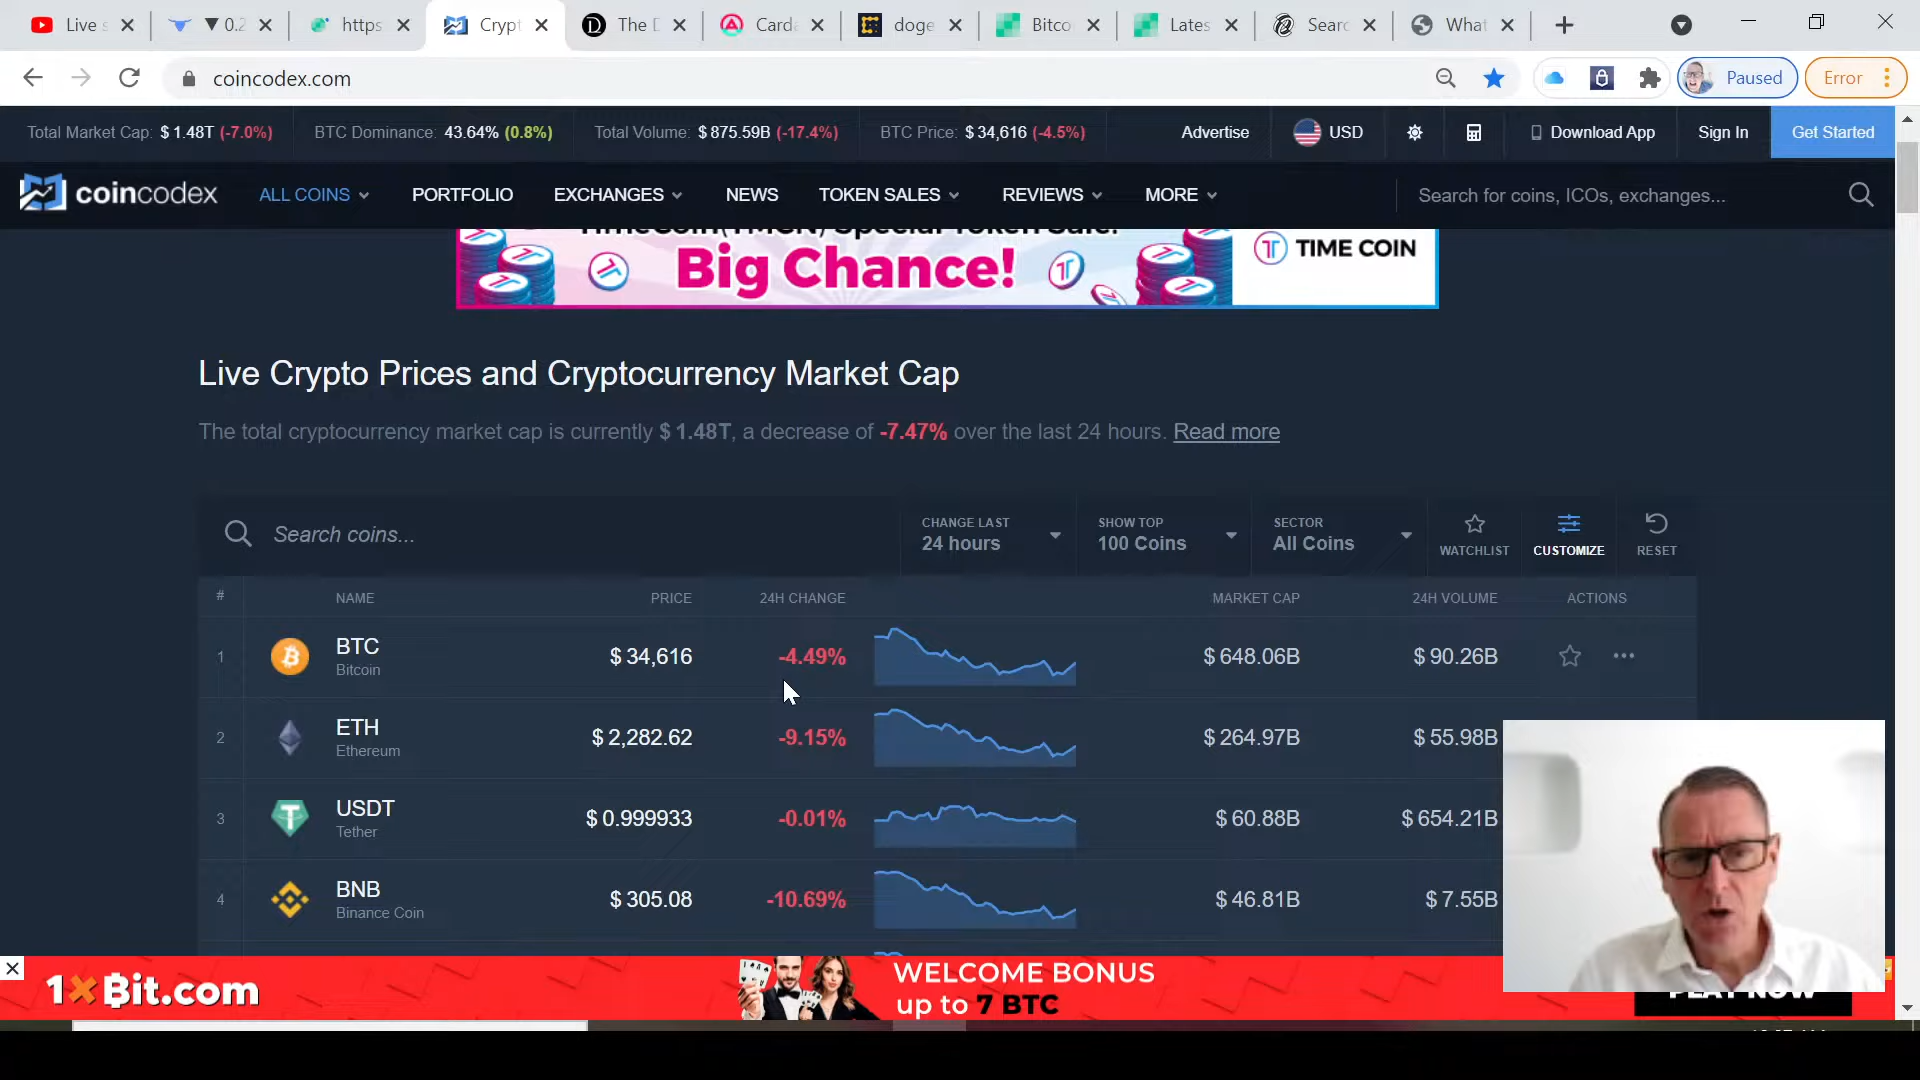 Live s
▼ 0.2
https
Crypt
The D
Carda
doge
Bitco
Lates
Searc
What
coincodex.com
Paused
Error
Total Market Cap: $ 1.48T (-7.0%)
BTC Dominance: 43.64% (0.8%)
Total Volume: $ 875.59B (-17.4%)
BTC Price: $ 34,616 (-4.5%)
Advertise
USD
Download App
Sign In
Get Started
coincodex
ALL COINS
PORTFOLIO
EXCHANGES
NEWS
TOKEN SALES
REVIEWS
MORE
Search for coins, ICOs, exchanges...
TimeCoin(TMCN) Special Token Sale!
Big Chance!
TIME COIN
Live Crypto Prices and Cryptocurrency Market Cap
The total cryptocurrency market cap is currently $ 1.48T, a decrease of -7.47% over the last 24 hours. Read more
Search coins...
CHANGE LAST
24 hours
SHOW TOP
100 Coins
SECTOR
All Coins
WATCHLIST
CUSTOMIZE
RESET
# NAME PRICE 24H CHANGE MARKET CAP 24H VOLUME ACTIONS
1 BTC $ 34,616 -4.49% $ 648.06B $ 90.26B
Bitcoin
2 ETH $ 2,282.62 -9.15% $ 264.97B $ 55.98B
Ethereum
3 USDT $ 0.999933 -0.01% $ 60.88B $ 654.21B
Tether
4 BNB $ 305.08 -10.69% $ 46.81B $ 7.55B
Binance Coin
1xBit.com
WELCOME BONUS
up to 7 BTC
PLAY NOW